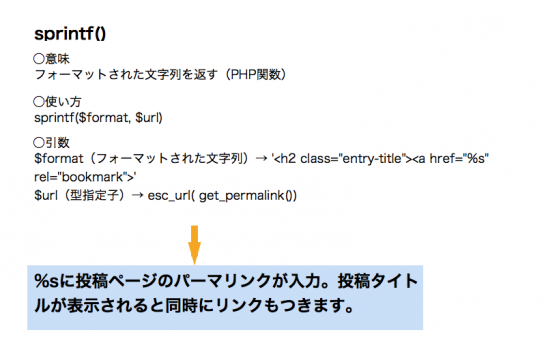 sprintf()
○意味
フォーマットされた文字列を返す（PHP関数）
○使い方
sprintf($format, $url)
○引数
$format（フォーマットされた文字列）→ '<h2 class="entry-title"><a href="%s"
rel="bookmark">'
$url（型指定子）→ esc_url( get_permalink())
%sに投稿ページのパーマリンクが入力。投稿タイト
ルが表示されると同時にリンクもつきます。